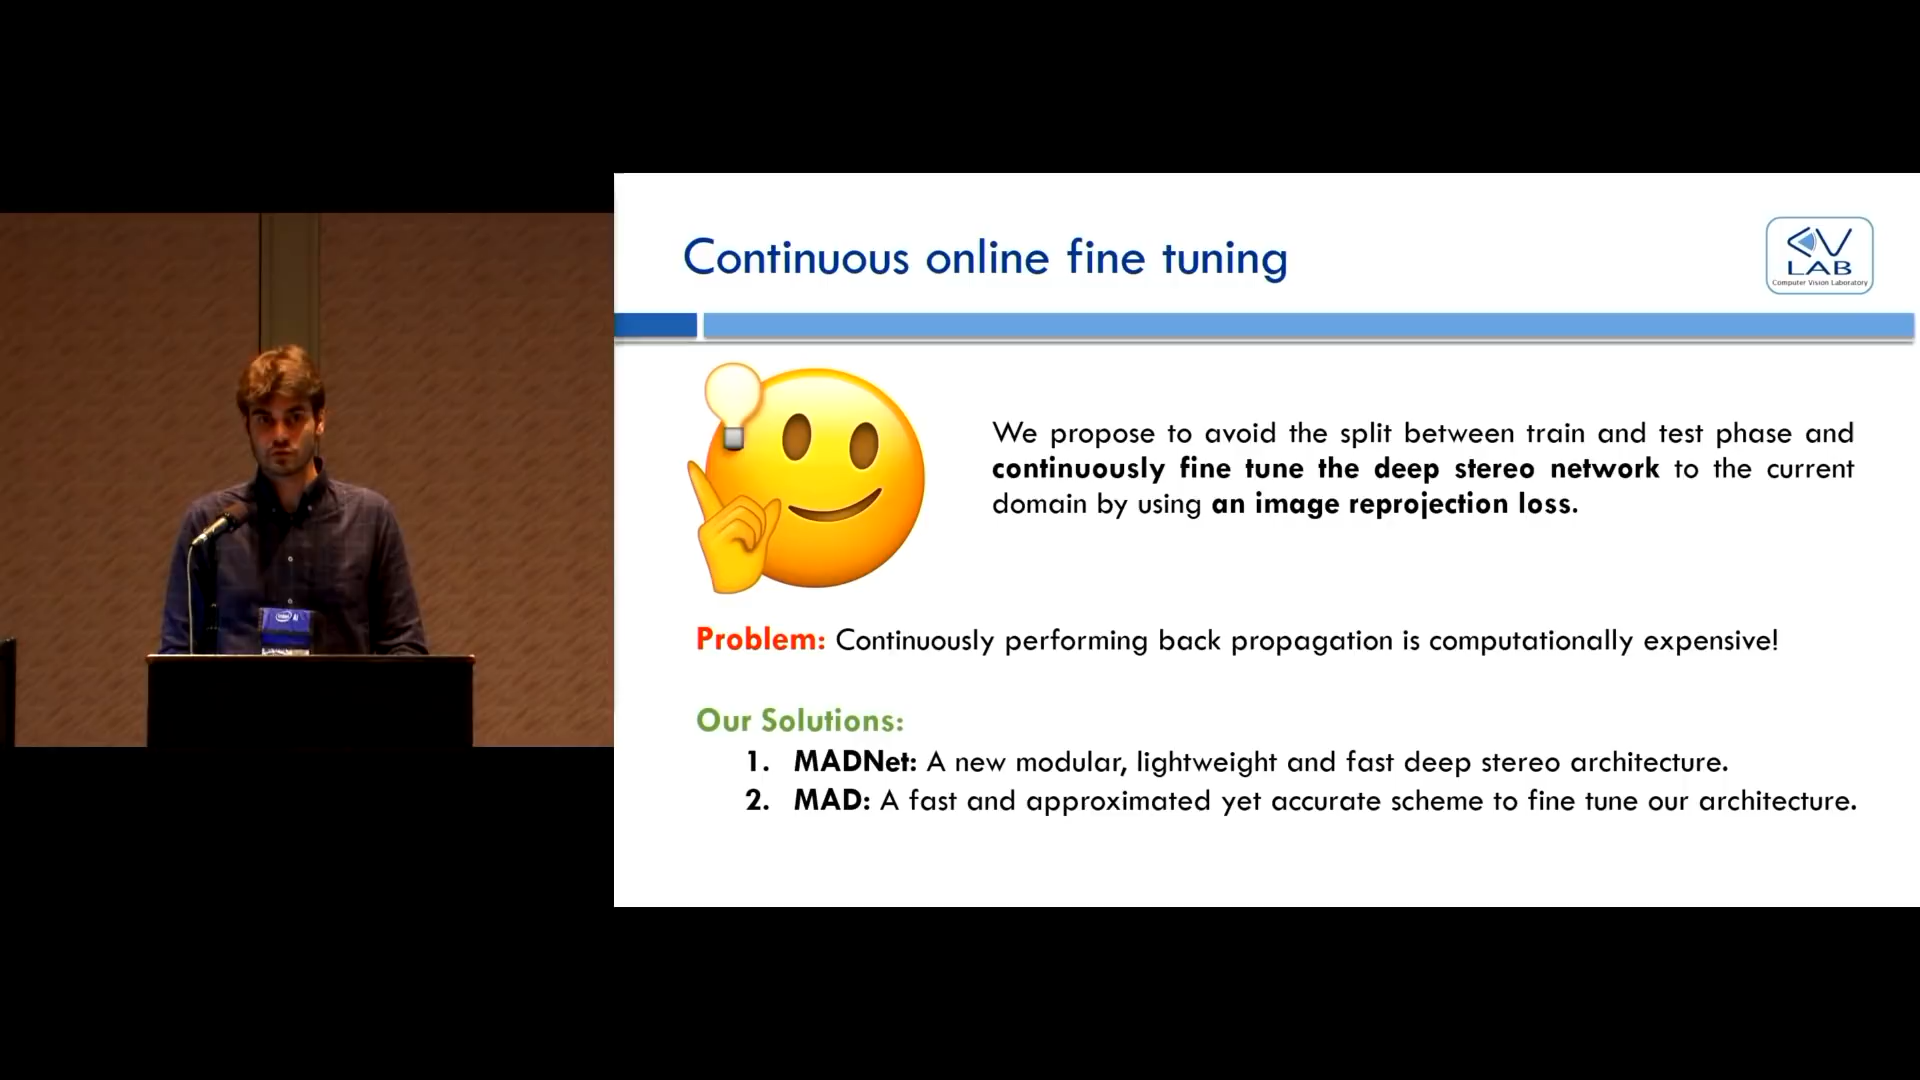 Continuous online fine tuning
CV
LAB
Computer Vision Laboratory
We propose to avoid the split between train and test phase and
continuously fine tune the deep stereo network to the current
domain by using an image reprojection loss.
Problem: Continuously performing back propagation is computationally expensive!
Our Solutions:
1. MADNet: A new modular, lightweight and fast deep stereo architecture.
2. MAD: A fast and approximated yet accurate scheme to fine tune our architecture.